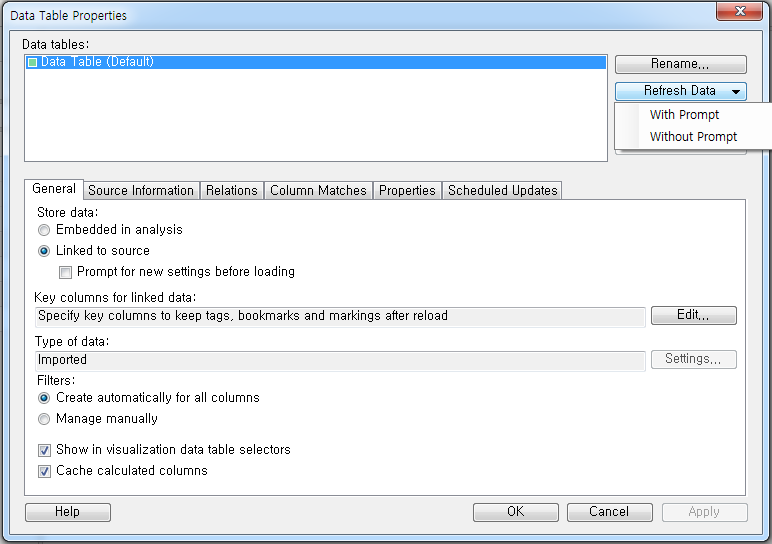 Data Table Properties
Data tables:
Data Table (Default)
Rename...
Refresh Data
With Prompt
Without Prompt
General
Source Information
Relations
Column Matches
Properties
Scheduled Updates
Store data:
Embedded in analysis
Linked to source
Prompt for new settings before loading
Key columns for linked data:
Specify key columns to keep tags, bookmarks and markings after reload
Edit...
Type of data:
Imported
Settings...
Filters:
Create automatically for all columns
Manage manually
Show in visualization data table selectors
Cache calculated columns
Help
OK
Cancel
Apply